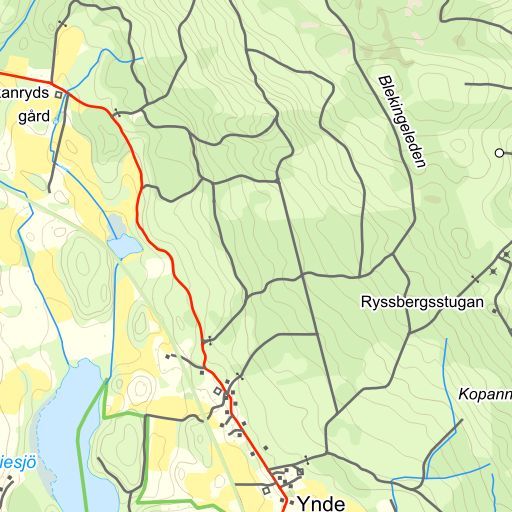 kanryds
gård
Blekingeleden
Ryssbergsstugan
Kopann
iesjö
Ynde